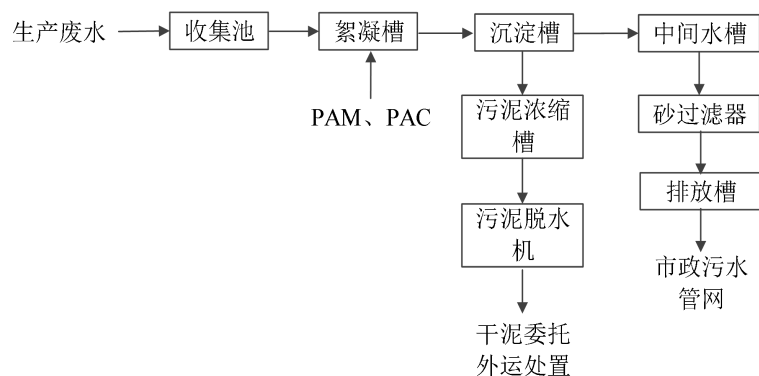 生产废水
收集池
絮凝槽
沉淀槽
中间水槽
PAM、PAC
污泥浓缩
槽
砂过滤器
排放槽
污泥脱水
机
市政污水
管网
干泥委托
外运处置